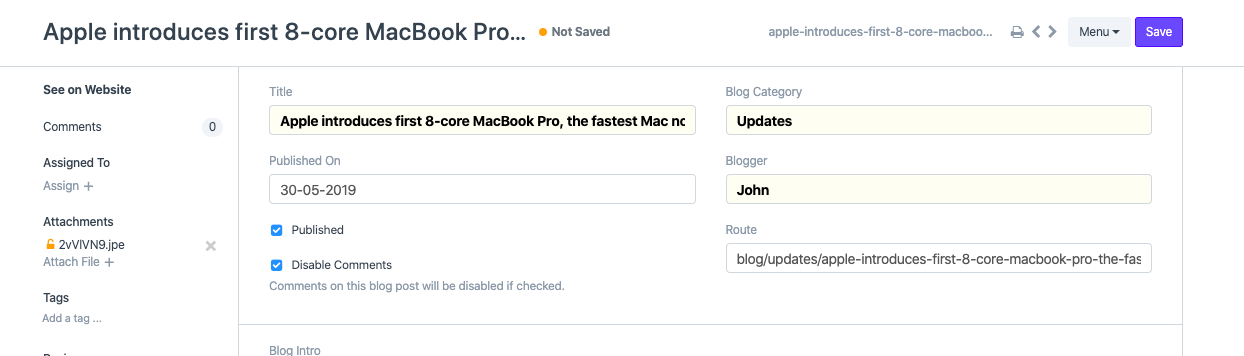 Apple introduces first 8-core MacBook Pro...
Not Saved
apple-introduces-first-8-core-macboo...
Menu
Save
See on Website
Comments
0
Assigned To
Assign +
Attachments
2vVlVN9.jpe
Attach File +
Tags
Add a tag ...
Title
Apple introduces first 8-core MacBook Pro, the fastest Mac no
Published On
30-05-2019
Published
Disable Comments
Comments on this blog post will be disabled if checked.
Blog Category
Updates
Blogger
John
Route
blog/updates/apple-introduces-first-8-core-macbook-pro-the-fas
Blog Intro